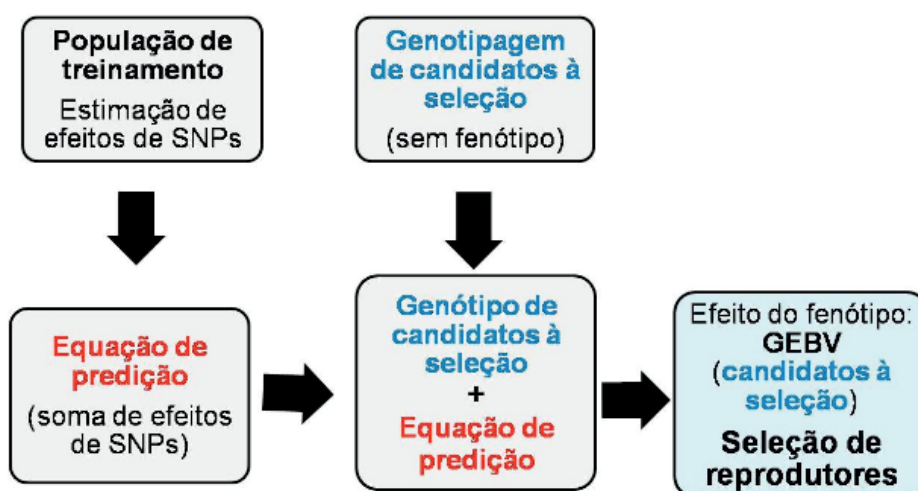 População de
treinamento
Estimação de
efeitos de SNPs
Genotipagem
de candidatos à
seleção
(sem fenótipo)
Equação de
predição
(soma de efeitos
de SNPs)
Genótipo de
candidatos à
seleção
+
Equação de
predição
Efeito do fenótipo:
GEBV
(candidatos à
seleção)
Seleção de
reprodutores